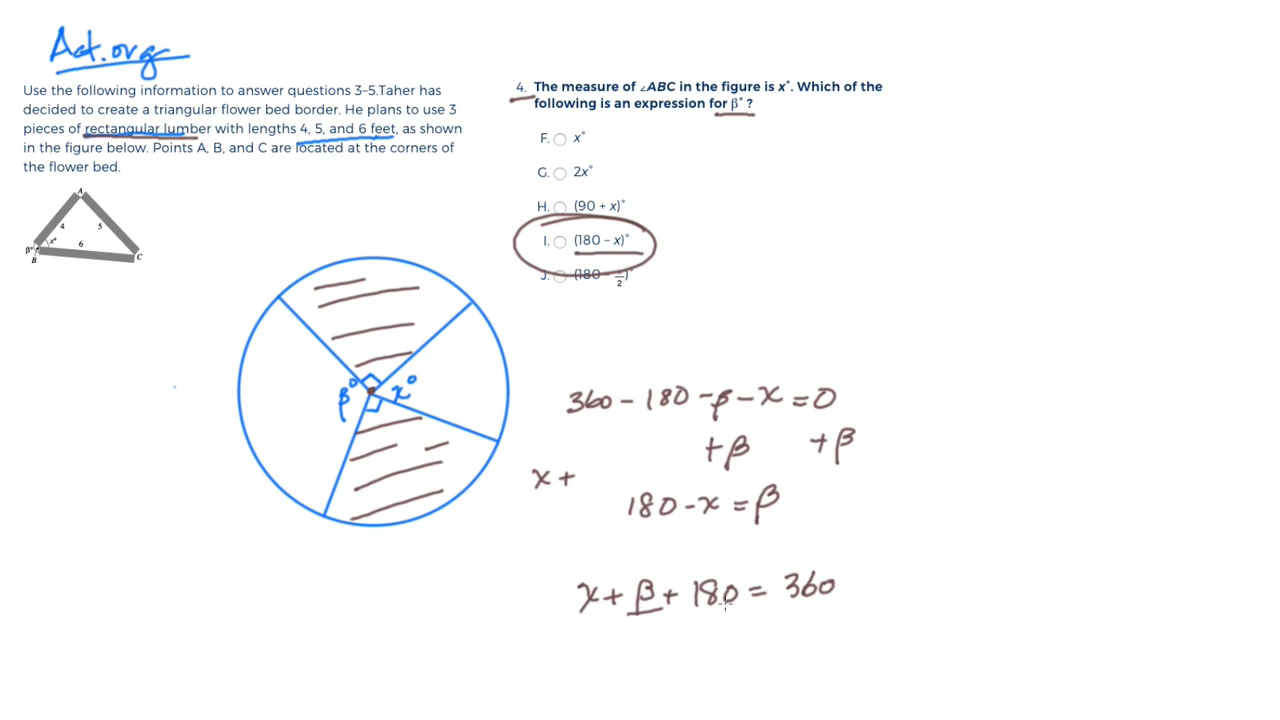 Act.org
Use the following information to answer questions 3-5.Taher has
decided to create a triangular flower bed border. He plans to use 3
pieces of rectangular lumber with lengths 4, 5, and 6 feet, as shown
in the figure below. Points A, B, and C are located at the corners of
the flower bed.
A
4
5
β°
x°
6
B
C
4. The measure of ∠ABC in the figure is x°. Which of the
following is an expression for β° ?
F. x°
G. 2x°
H. (90 + x)°
I. (180 − x)°
J. (180 − x/2)°
β° x°
360 - 180 - β - x = 0
+β +β
x +
180 - x = β
x + β + 180 = 360